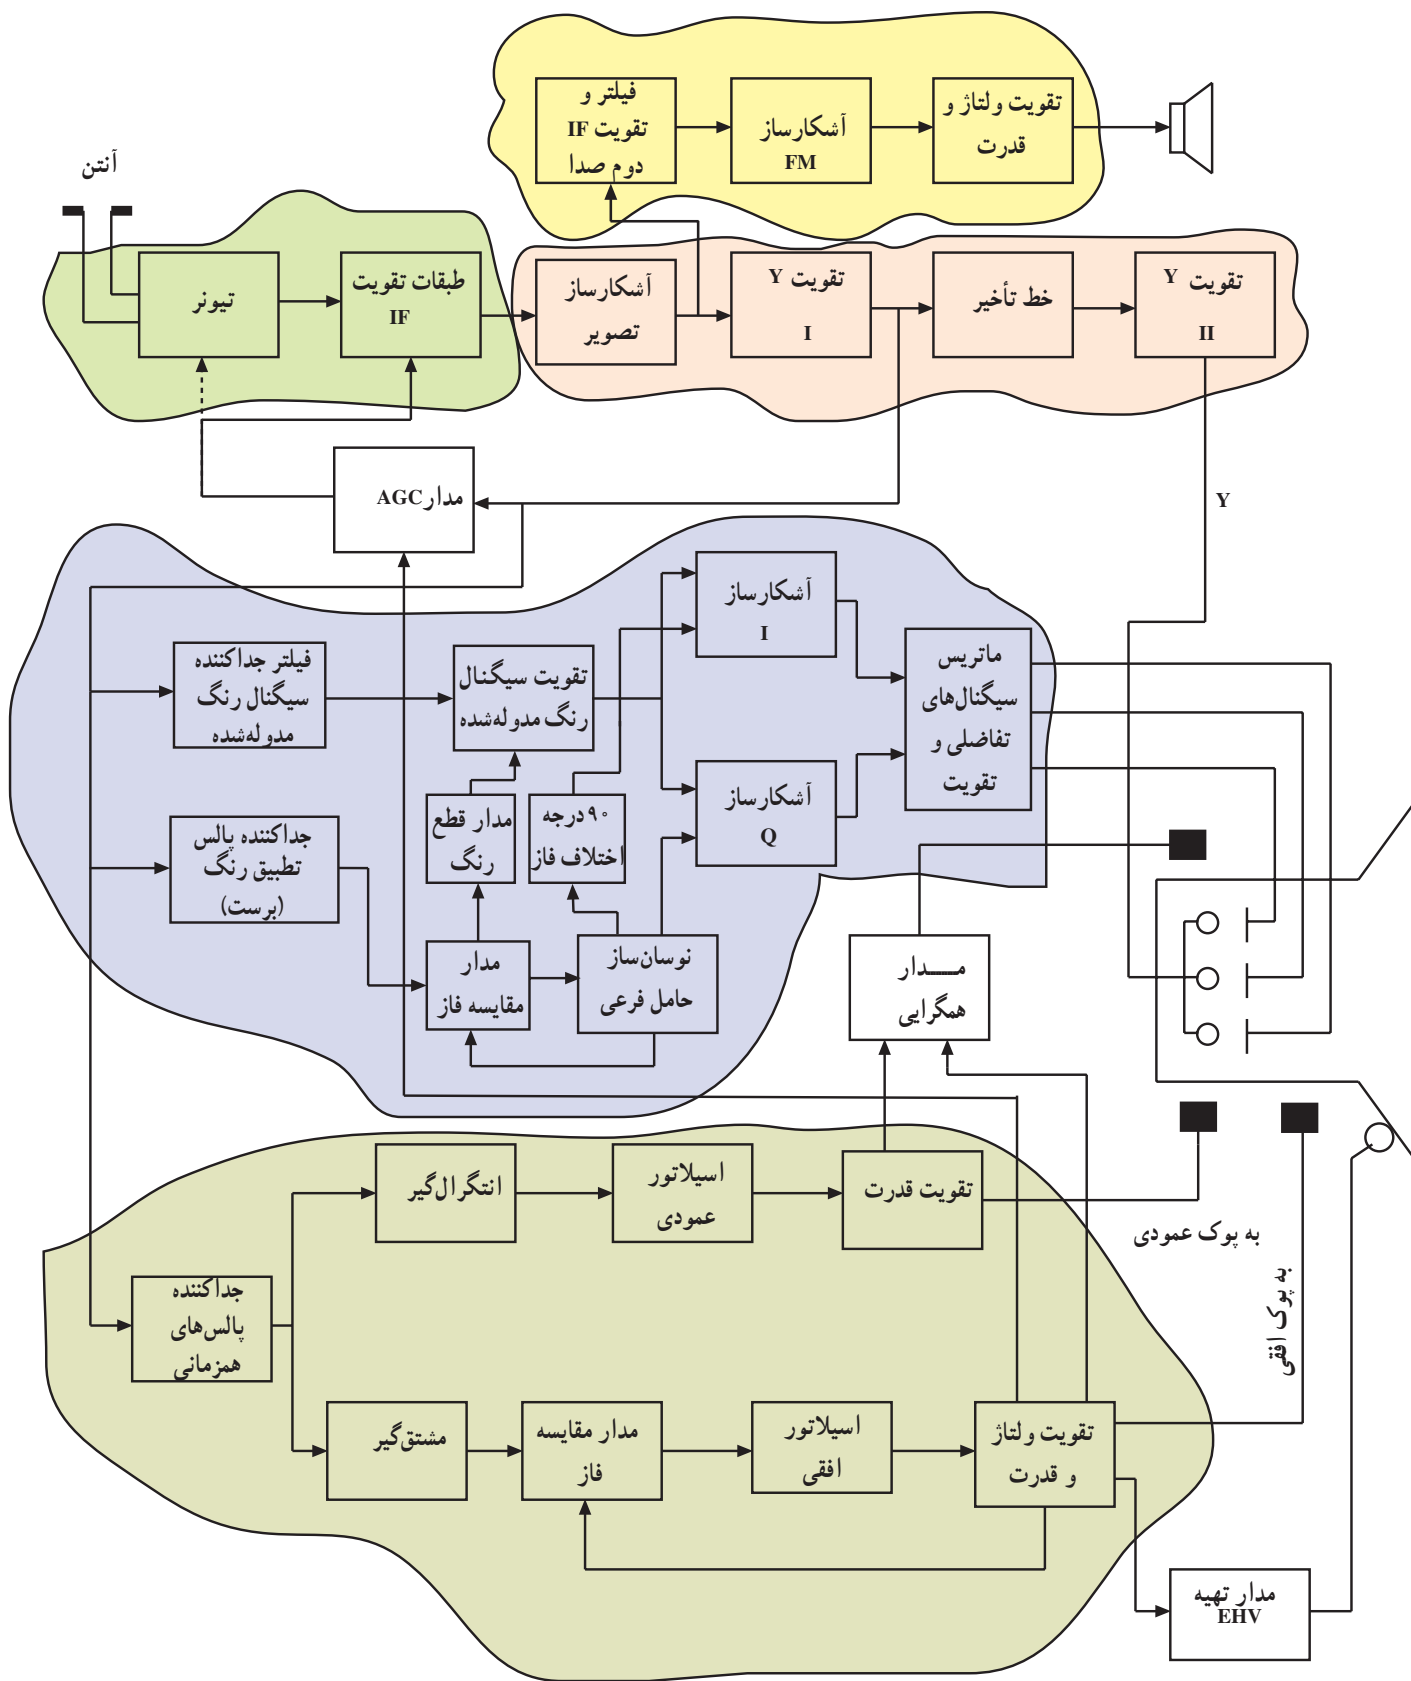 فیلتر و
تقویت IF
دوم صدا
آشکارساز
FM
تقویت ولتاژ و
قدرت
آنتن
تیونر
طبقات تقویت
IF
آشکارساز
تصویر
تقویت Y
I
خط تأخیر
تقویت Y
II
مدار AGC
Y
فیلتر جداکننده
سیگنال رنگ
مدوله‌شده
تقویت سیگنال
رنگ مدوله‌شده
آشکارساز
I
ماتریس
سیگنال‌های
تفاضلی و
تقویت
آشکارساز
Q
مدار قطع
رنگ
۹۰ درجه
اختلاف فاز
جداکننده پالس
تطبیق رنگ
(برست)
مدار
مقایسه فاز
نوسان‌ساز
حامل فرعی
مــــدار
همگرایی
انتگرال‌گیر
اسیلاتور
عمودی
تقویت قدرت
به یوک عمودی
به یوک افقی
جداکننده
پالس‌های
همزمانی
مشتق‌گیر
مدار مقایسه
فاز
اسیلاتور
افقی
تقویت ولتاژ
و قدرت
مدار تهیه
EHV